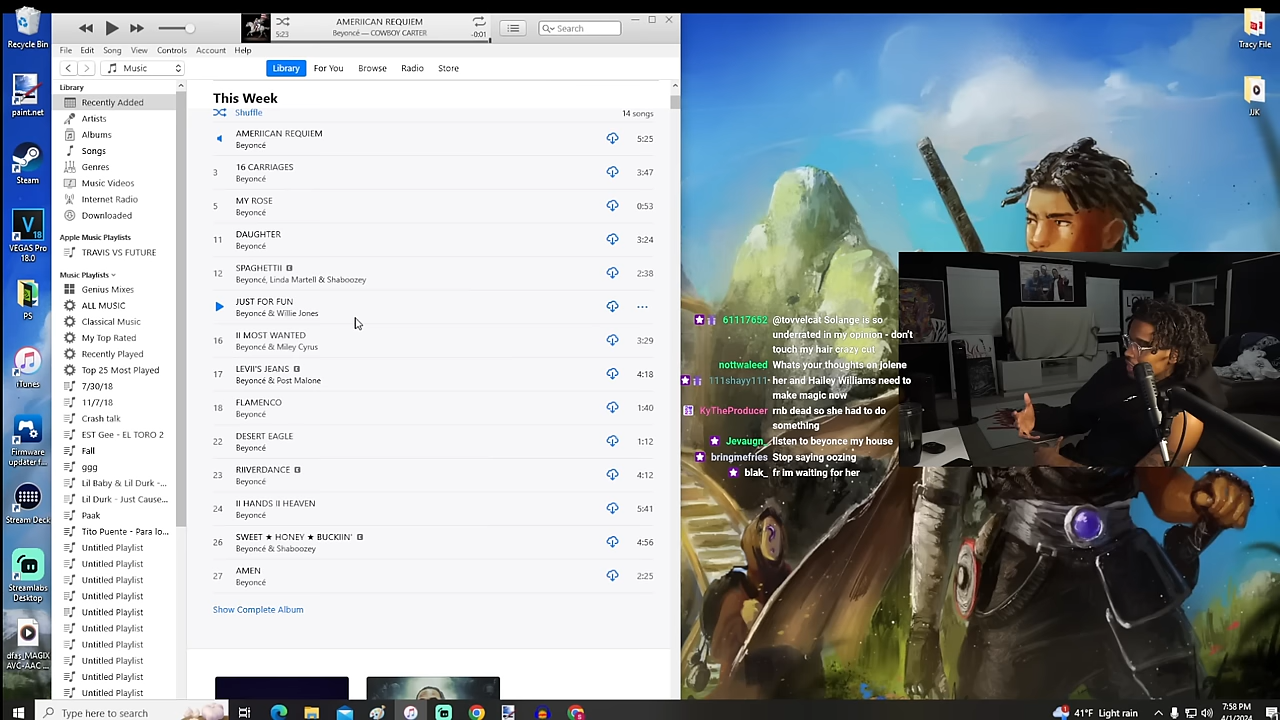 Recycle Bin
paint.net
Steam
VEGAS Pro
18.0
PS
iTunes
Firmware
updater f...
Stream Deck
Streamlabs
Desktop
dfas_MAGIX
AVC-AAC ...
AMERIICAN REQUIEM
Beyoncé — COWBOY CARTER
5:23
-0:01
Search
File Edit Song View Controls Account Help
Music
Library For You Browse Radio Store
Library
Recently Added
Artists
Albums
Songs
Genres
Music Videos
Internet Radio
Downloaded
Apple Music Playlists
TRAVIS VS FUTURE
Music Playlists
Genius Mixes
ALL MUSIC
Classical Music
My Top Rated
Recently Played
Top 25 Most Played
7/30/18
11/7/18
Crash talk
EST Gee - EL TORO 2
Fall
ggg
Lil Baby & Lil Durk -...
Lil Durk - Just Cause...
Paak
Tito Puente - Para lo...
Untitled Playlist
Untitled Playlist
Untitled Playlist
Untitled Playlist
Untitled Playlist
Untitled Playlist
Untitled Playlist
Untitled Playlist
Untitled Playlist
Untitled Playlist
This Week
Shuffle 14 songs
AMERIICAN REQUIEM 5:25
Beyoncé
3 16 CARRIAGES 3:47
Beyoncé
5 MY ROSE 0:53
Beyoncé
11 DAUGHTER 3:24
Beyoncé
12 SPAGHETTII E 2:38
Beyoncé, Linda Martell & Shaboozey
JUST FOR FUN ...
Beyoncé & Willie Jones
16 II MOST WANTED 3:29
Beyoncé & Miley Cyrus
17 LEVII'S JEANS E 4:18
Beyoncé & Post Malone
18 FLAMENCO 1:40
Beyoncé
22 DESERT EAGLE 1:12
Beyoncé
23 RIIVERDANCE E 4:12
Beyoncé
24 II HANDS II HEAVEN 5:41
Beyoncé
26 SWEET ★ HONEY ★ BUCKIIN' E 4:56
Beyoncé & Shaboozey
27 AMEN 2:25
Beyoncé
Show Complete Album
Tracy File
JJK
LOVE
61117652 @tovvelcat Solange is so
underrated in my opinion - don't
touch my hair crazy cut
nottwaleed Whats your thoughts on jolene
111shayy111 her and Hailey Williams need to
make magic now
KyTheProducer rnb dead so she had to do
something
Jevaugn_ listen to beyonce my house
bringmefries Stop saying oozing
blak_ fr im waiting for her
Type here to search
41°F Light rain
7:58 PM
4/1/2024